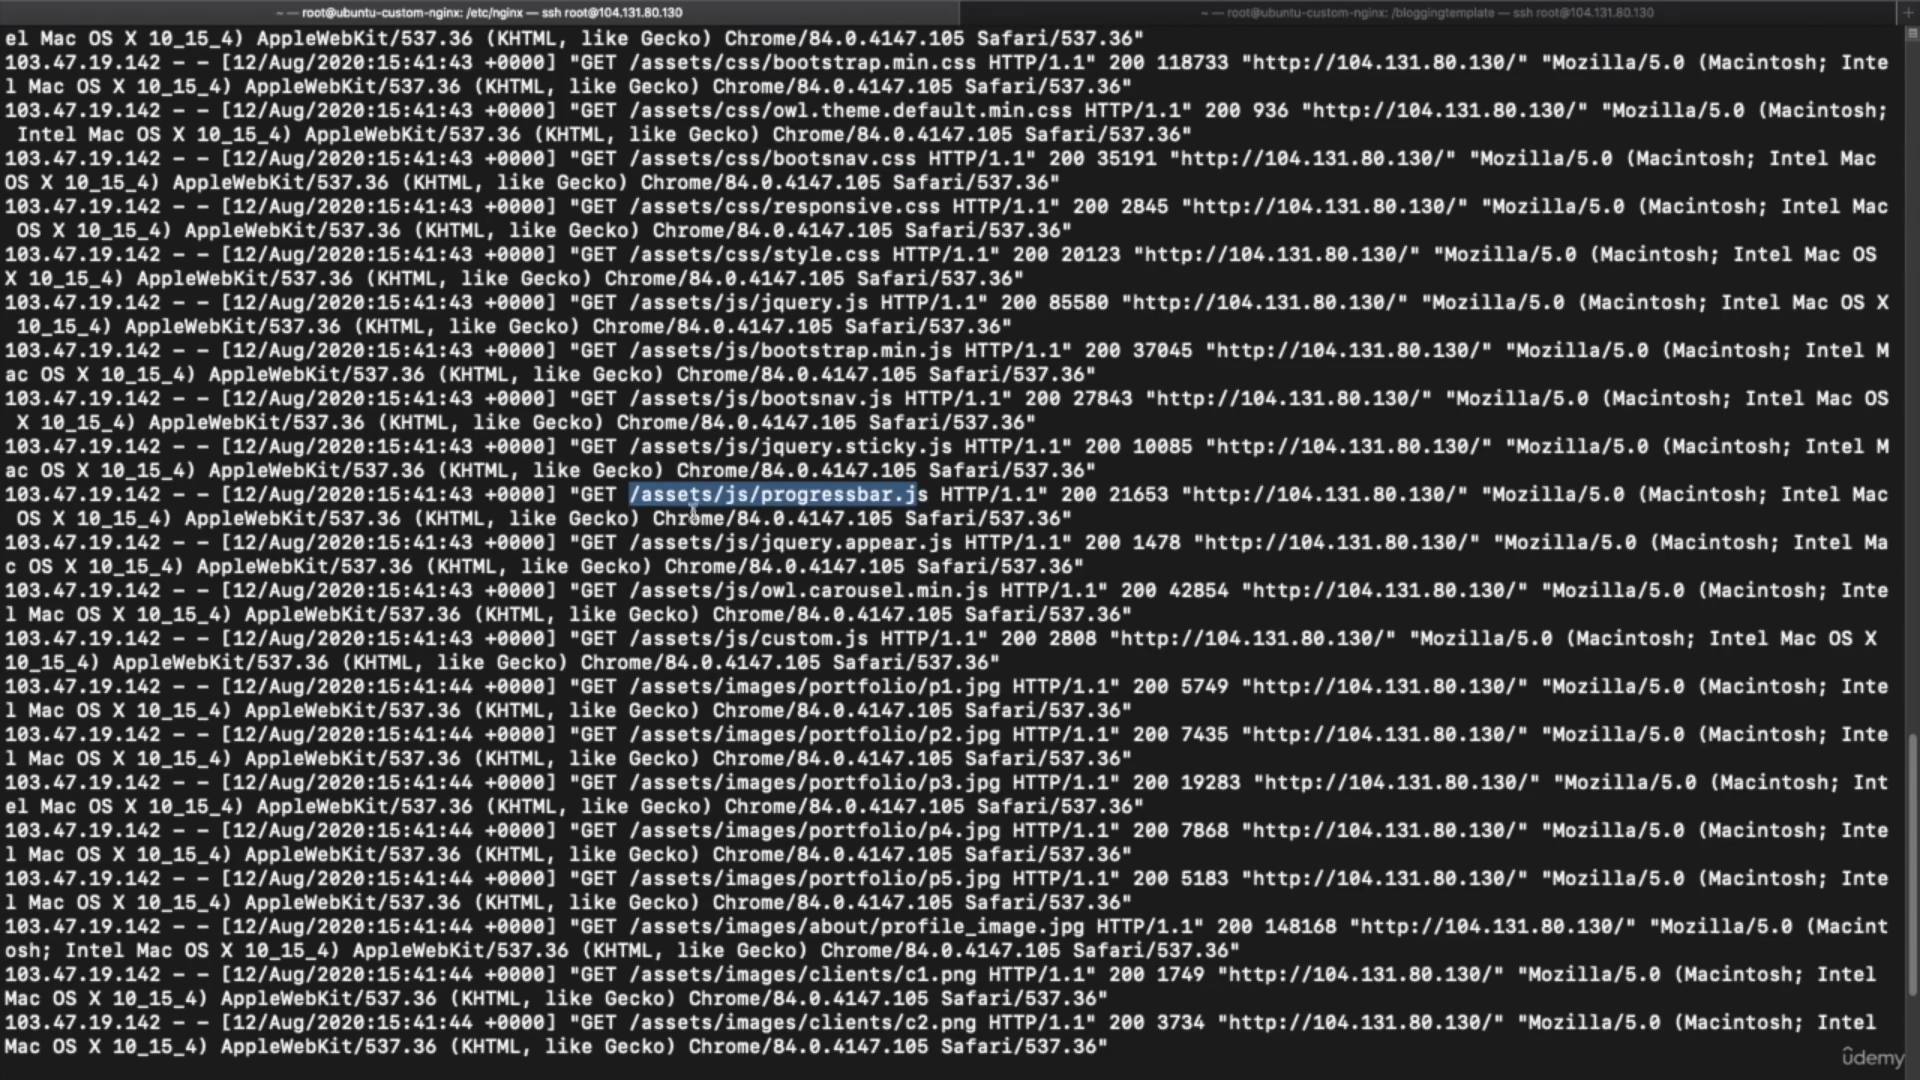 ~ — root@ubuntu-custom-nginx: /etc/nginx — ssh root@104.131.80.130
~ — root@ubuntu-custom-nginx: /bloggingtemplate — ssh root@104.131.80.130
el Mac OS X 10_15_4) AppleWebKit/537.36 (KHTML, like Gecko) Chrome/84.0.4147.105 Safari/537.36"
103.47.19.142 - - [12/Aug/2020:15:41:43 +0000] "GET /assets/css/bootstrap.min.css HTTP/1.1" 200 118733 "http://104.131.80.130/" "Mozilla/5.0 (Macintosh; Inte
l Mac OS X 10_15_4) AppleWebKit/537.36 (KHTML, like Gecko) Chrome/84.0.4147.105 Safari/537.36"
103.47.19.142 - - [12/Aug/2020:15:41:43 +0000] "GET /assets/css/owl.theme.default.min.css HTTP/1.1" 200 936 "http://104.131.80.130/" "Mozilla/5.0 (Macintosh;
 Intel Mac OS X 10_15_4) AppleWebKit/537.36 (KHTML, like Gecko) Chrome/84.0.4147.105 Safari/537.36"
103.47.19.142 - - [12/Aug/2020:15:41:43 +0000] "GET /assets/css/bootsnav.css HTTP/1.1" 200 35191 "http://104.131.80.130/" "Mozilla/5.0 (Macintosh; Intel Mac
OS X 10_15_4) AppleWebKit/537.36 (KHTML, like Gecko) Chrome/84.0.4147.105 Safari/537.36"
103.47.19.142 - - [12/Aug/2020:15:41:43 +0000] "GET /assets/css/responsive.css HTTP/1.1" 200 2845 "http://104.131.80.130/" "Mozilla/5.0 (Macintosh; Intel Mac
 OS X 10_15_4) AppleWebKit/537.36 (KHTML, like Gecko) Chrome/84.0.4147.105 Safari/537.36"
103.47.19.142 - - [12/Aug/2020:15:41:43 +0000] "GET /assets/css/style.css HTTP/1.1" 200 20123 "http://104.131.80.130/" "Mozilla/5.0 (Macintosh; Intel Mac OS
X 10_15_4) AppleWebKit/537.36 (KHTML, like Gecko) Chrome/84.0.4147.105 Safari/537.36"
103.47.19.142 - - [12/Aug/2020:15:41:43 +0000] "GET /assets/js/jquery.js HTTP/1.1" 200 85580 "http://104.131.80.130/" "Mozilla/5.0 (Macintosh; Intel Mac OS X
 10_15_4) AppleWebKit/537.36 (KHTML, like Gecko) Chrome/84.0.4147.105 Safari/537.36"
103.47.19.142 - - [12/Aug/2020:15:41:43 +0000] "GET /assets/js/bootstrap.min.js HTTP/1.1" 200 37045 "http://104.131.80.130/" "Mozilla/5.0 (Macintosh; Intel M
ac OS X 10_15_4) AppleWebKit/537.36 (KHTML, like Gecko) Chrome/84.0.4147.105 Safari/537.36"
103.47.19.142 - - [12/Aug/2020:15:41:43 +0000] "GET /assets/js/bootsnav.js HTTP/1.1" 200 27843 "http://104.131.80.130/" "Mozilla/5.0 (Macintosh; Intel Mac OS
 X 10_15_4) AppleWebKit/537.36 (KHTML, like Gecko) Chrome/84.0.4147.105 Safari/537.36"
103.47.19.142 - - [12/Aug/2020:15:41:43 +0000] "GET /assets/js/jquery.sticky.js HTTP/1.1" 200 10085 "http://104.131.80.130/" "Mozilla/5.0 (Macintosh; Intel M
ac OS X 10_15_4) AppleWebKit/537.36 (KHTML, like Gecko) Chrome/84.0.4147.105 Safari/537.36"
103.47.19.142 - - [12/Aug/2020:15:41:43 +0000] "GET /assets/js/progressbar.js HTTP/1.1" 200 21653 "http://104.131.80.130/" "Mozilla/5.0 (Macintosh; Intel Mac
 OS X 10_15_4) AppleWebKit/537.36 (KHTML, like Gecko) Chrome/84.0.4147.105 Safari/537.36"
103.47.19.142 - - [12/Aug/2020:15:41:43 +0000] "GET /assets/js/jquery.appear.js HTTP/1.1" 200 1478 "http://104.131.80.130/" "Mozilla/5.0 (Macintosh; Intel Ma
c OS X 10_15_4) AppleWebKit/537.36 (KHTML, like Gecko) Chrome/84.0.4147.105 Safari/537.36"
103.47.19.142 - - [12/Aug/2020:15:41:43 +0000] "GET /assets/js/owl.carousel.min.js HTTP/1.1" 200 42854 "http://104.131.80.130/" "Mozilla/5.0 (Macintosh; Inte
l Mac OS X 10_15_4) AppleWebKit/537.36 (KHTML, like Gecko) Chrome/84.0.4147.105 Safari/537.36"
103.47.19.142 - - [12/Aug/2020:15:41:43 +0000] "GET /assets/js/custom.js HTTP/1.1" 200 2808 "http://104.131.80.130/" "Mozilla/5.0 (Macintosh; Intel Mac OS X
10_15_4) AppleWebKit/537.36 (KHTML, like Gecko) Chrome/84.0.4147.105 Safari/537.36"
103.47.19.142 - - [12/Aug/2020:15:41:44 +0000] "GET /assets/images/portfolio/p1.jpg HTTP/1.1" 200 5749 "http://104.131.80.130/" "Mozilla/5.0 (Macintosh; Inte
l Mac OS X 10_15_4) AppleWebKit/537.36 (KHTML, like Gecko) Chrome/84.0.4147.105 Safari/537.36"
103.47.19.142 - - [12/Aug/2020:15:41:44 +0000] "GET /assets/images/portfolio/p2.jpg HTTP/1.1" 200 7435 "http://104.131.80.130/" "Mozilla/5.0 (Macintosh; Inte
l Mac OS X 10_15_4) AppleWebKit/537.36 (KHTML, like Gecko) Chrome/84.0.4147.105 Safari/537.36"
103.47.19.142 - - [12/Aug/2020:15:41:44 +0000] "GET /assets/images/portfolio/p3.jpg HTTP/1.1" 200 19283 "http://104.131.80.130/" "Mozilla/5.0 (Macintosh; Int
el Mac OS X 10_15_4) AppleWebKit/537.36 (KHTML, like Gecko) Chrome/84.0.4147.105 Safari/537.36"
103.47.19.142 - - [12/Aug/2020:15:41:44 +0000] "GET /assets/images/portfolio/p4.jpg HTTP/1.1" 200 7868 "http://104.131.80.130/" "Mozilla/5.0 (Macintosh; Inte
l Mac OS X 10_15_4) AppleWebKit/537.36 (KHTML, like Gecko) Chrome/84.0.4147.105 Safari/537.36"
103.47.19.142 - - [12/Aug/2020:15:41:44 +0000] "GET /assets/images/portfolio/p5.jpg HTTP/1.1" 200 5183 "http://104.131.80.130/" "Mozilla/5.0 (Macintosh; Inte
l Mac OS X 10_15_4) AppleWebKit/537.36 (KHTML, like Gecko) Chrome/84.0.4147.105 Safari/537.36"
103.47.19.142 - - [12/Aug/2020:15:41:44 +0000] "GET /assets/images/about/profile_image.jpg HTTP/1.1" 200 148168 "http://104.131.80.130/" "Mozilla/5.0 (Macint
osh; Intel Mac OS X 10_15_4) AppleWebKit/537.36 (KHTML, like Gecko) Chrome/84.0.4147.105 Safari/537.36"
103.47.19.142 - - [12/Aug/2020:15:41:44 +0000] "GET /assets/images/clients/c1.png HTTP/1.1" 200 1749 "http://104.131.80.130/" "Mozilla/5.0 (Macintosh; Intel
Mac OS X 10_15_4) AppleWebKit/537.36 (KHTML, like Gecko) Chrome/84.0.4147.105 Safari/537.36"
103.47.19.142 - - [12/Aug/2020:15:41:44 +0000] "GET /assets/images/clients/c2.png HTTP/1.1" 200 3734 "http://104.131.80.130/" "Mozilla/5.0 (Macintosh; Intel
Mac OS X 10_15_4) AppleWebKit/537.36 (KHTML, like Gecko) Chrome/84.0.4147.105 Safari/537.36"
ûdemy